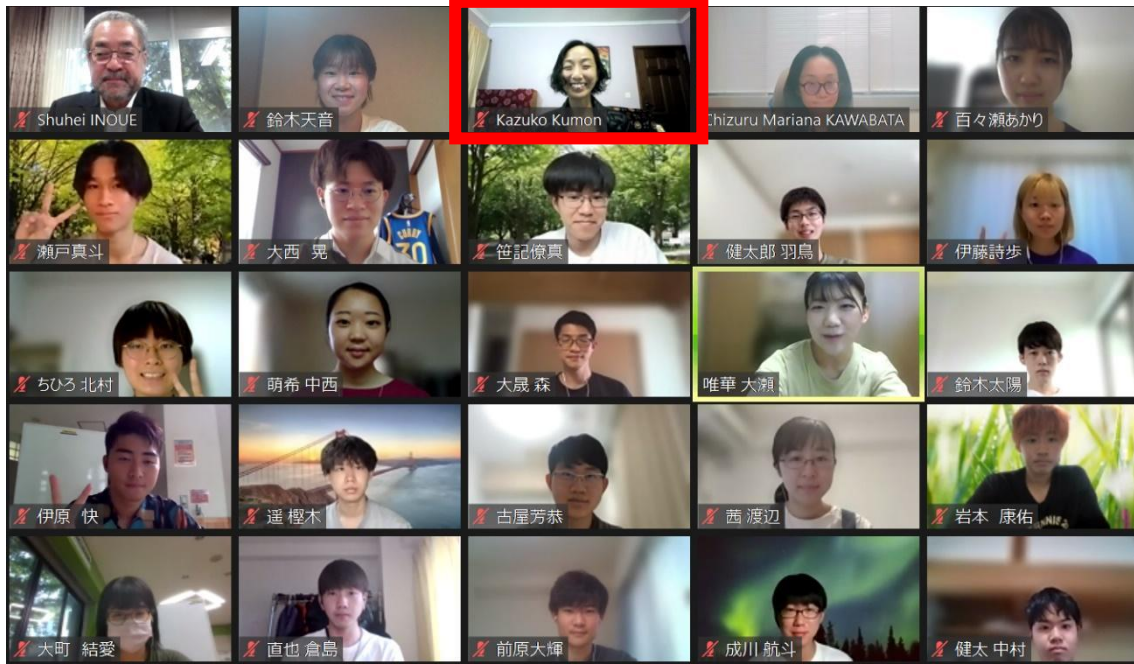 Shuhei INOUE
鈴木天音
Kazuko Kumon
Chizuru Mariana KAWABATA
百々瀬あかり
瀬戸真斗
大西 晃
CURRY
30
笹記僚真
健太郎 羽鳥
伊藤詩歩
ちひろ 北村
萌希 中西
大晟 森
唯華 大瀬
鈴木太陽
伊原 快
遥 樫木
古屋芳恭
茜 渡辺
岩本 康佑
大町 結愛
直也 倉島
前原大輝
成川 航斗
健太 中村